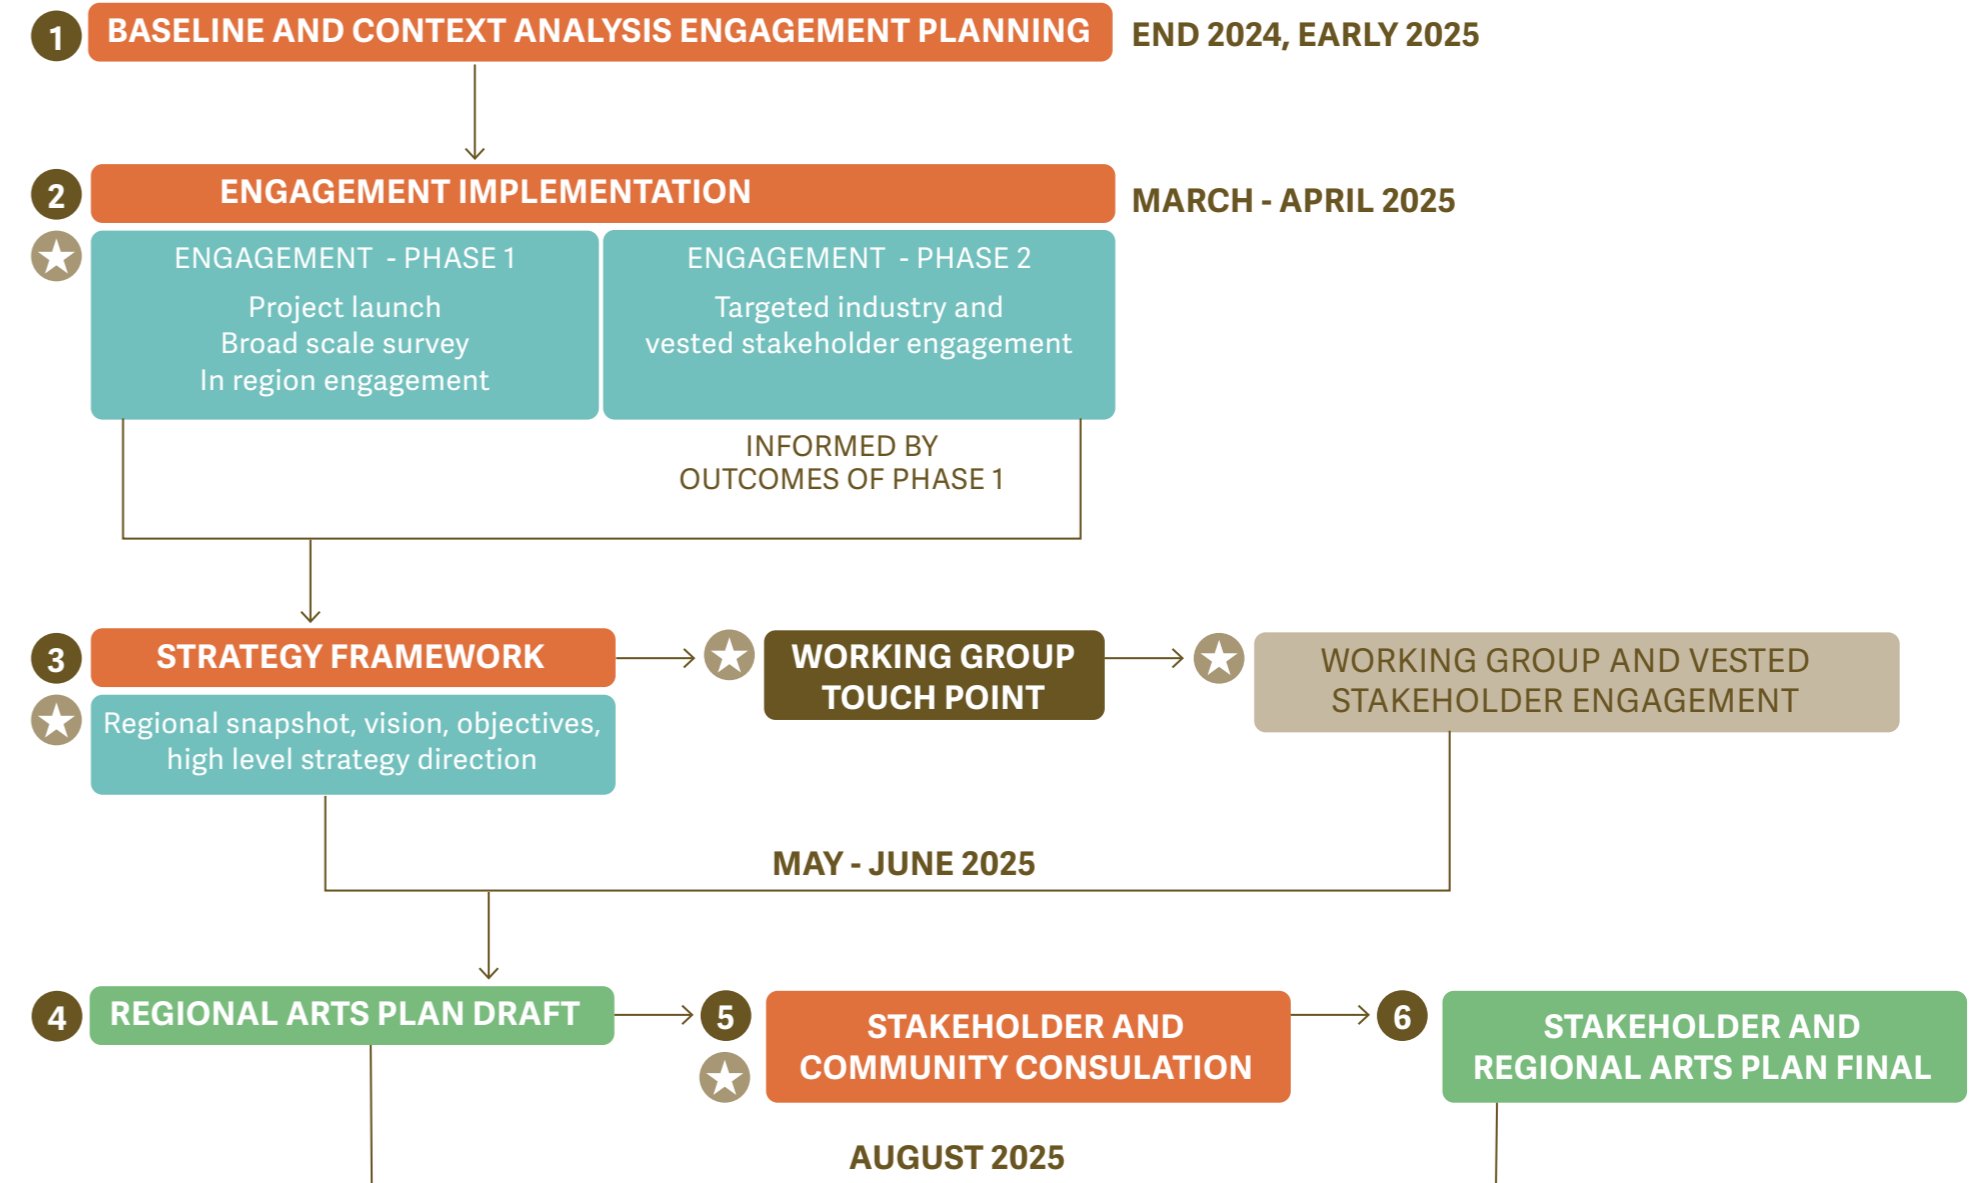 1
BASELINE AND CONTEXT ANALYSIS ENGAGEMENT PLANNING
END 2024, EARLY 2025
2
ENGAGEMENT IMPLEMENTATION
MARCH - APRIL 2025
ENGAGEMENT - PHASE 1
Project launch
Broad scale survey
In region engagement
ENGAGEMENT - PHASE 2
Targeted industry and
vested stakeholder engagement
INFORMED BY
OUTCOMES OF PHASE 1
3
STRATEGY FRAMEWORK
Regional snapshot, vision, objectives,
high level strategy direction
WORKING GROUP
TOUCH POINT
WORKING GROUP AND VESTED
STAKEHOLDER ENGAGEMENT
MAY - JUNE 2025
4
REGIONAL ARTS PLAN DRAFT
5
STAKEHOLDER AND
COMMUNITY CONSULATION
6
STAKEHOLDER AND
REGIONAL ARTS PLAN FINAL
AUGUST 2025